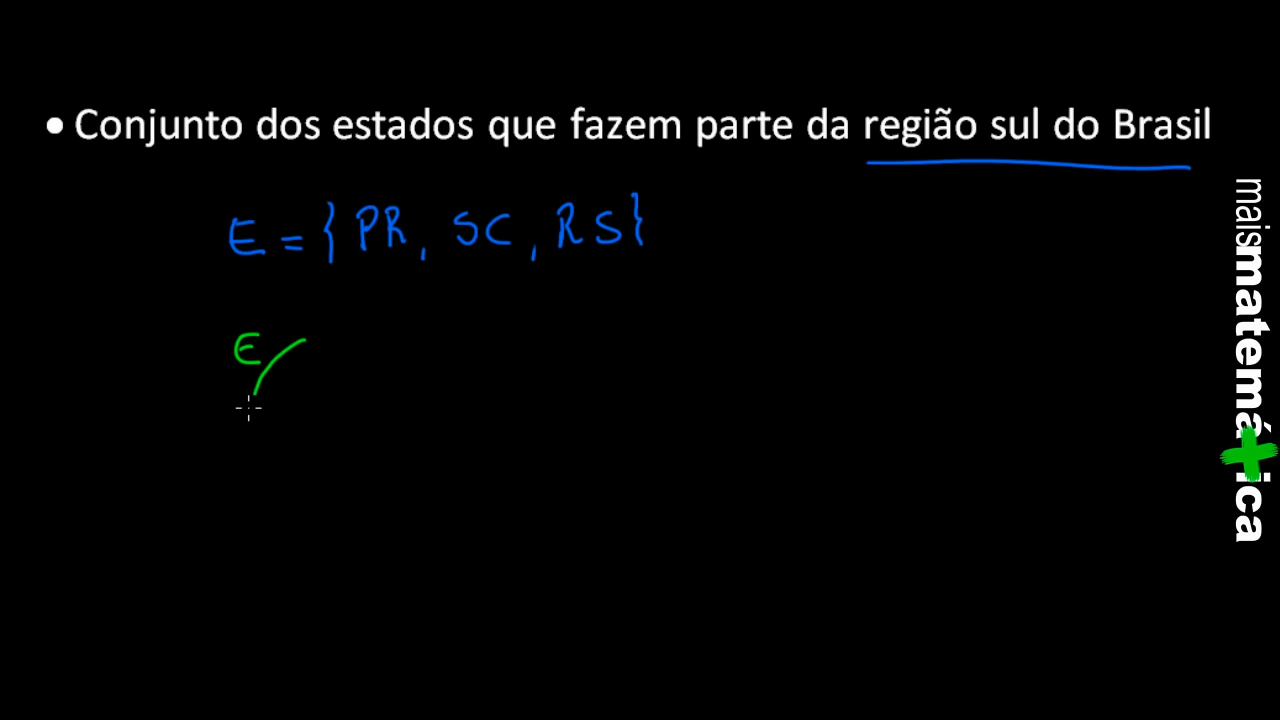 • Conjunto dos estados que fazem parte da região sul do Brasil
E = { PR, SC, RS}
E
maismatemática